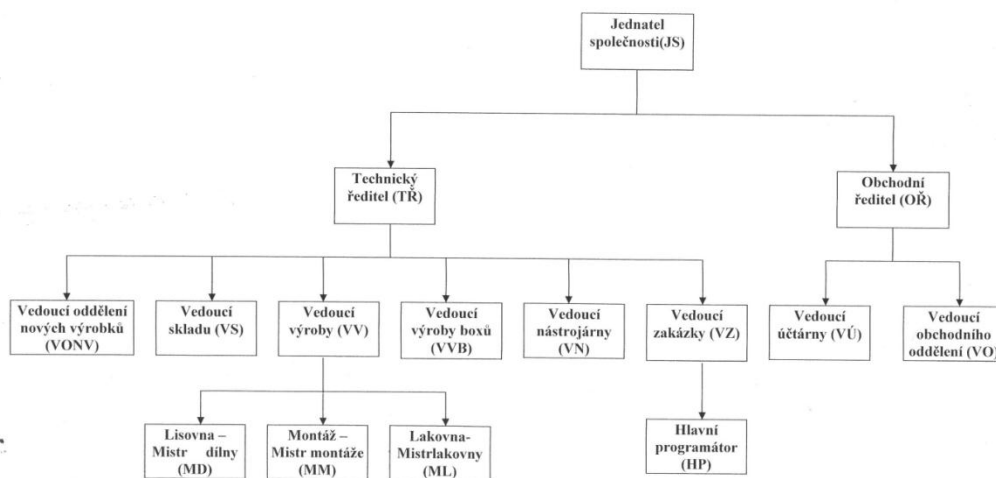 Jednatel
společnosti(JS)
Technický
ředitel (TŘ)
Obchodní
ředitel (OŘ)
Vedoucí oddělení
nových výrobků
(VONV)
Vedoucí
skladu (VS)
Vedoucí
výroby (VV)
Vedoucí
výroby boxů
(VVB)
Vedoucí
nástrojárny (VN)
Vedoucí
zakázky (VZ)
Vedoucí
účtárny (VÚ)
Vedoucí
obchodního
oddělení (VO)
Lisovna –
Mistr dílny
(MD)
Montáž –
Mistr montáže
(MM)
Lakovna-
Mistrlakovny
(ML)
Hlavní
programátor
(HP)